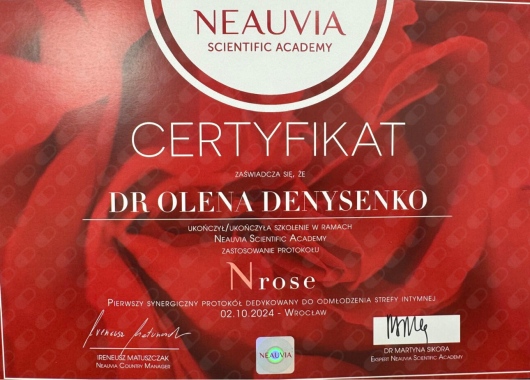 NEAUVIA
SCIENTIFIC ACADEMY
CERTYFIKAT
ZAŚWIADCZA SIĘ, ŻE
DR OLENA DENYSENKO
UKOŃCZYŁ/UKOŃCZYŁA SZKOLENIE W RAMACH
NEAUVIA SCIENTIFIC ACADEMY
ZASTOSOWANIE PROTOKOŁU
Nrose
PIERWSZY SYNERGICZNY PROTOKÓŁ DEDYKOWANY DO ODMŁODZENIA STREFY INTYMNEJ
02.10.2024 - WROCŁAW
IRENEUSZ MATUSZCZAK
NEAUVIA COUNTRY MANAGER
NEAUVIA
DR MARTYNA SIKORA
EKSPERT NEAUVIA SCIENTIFIC ACADEMY